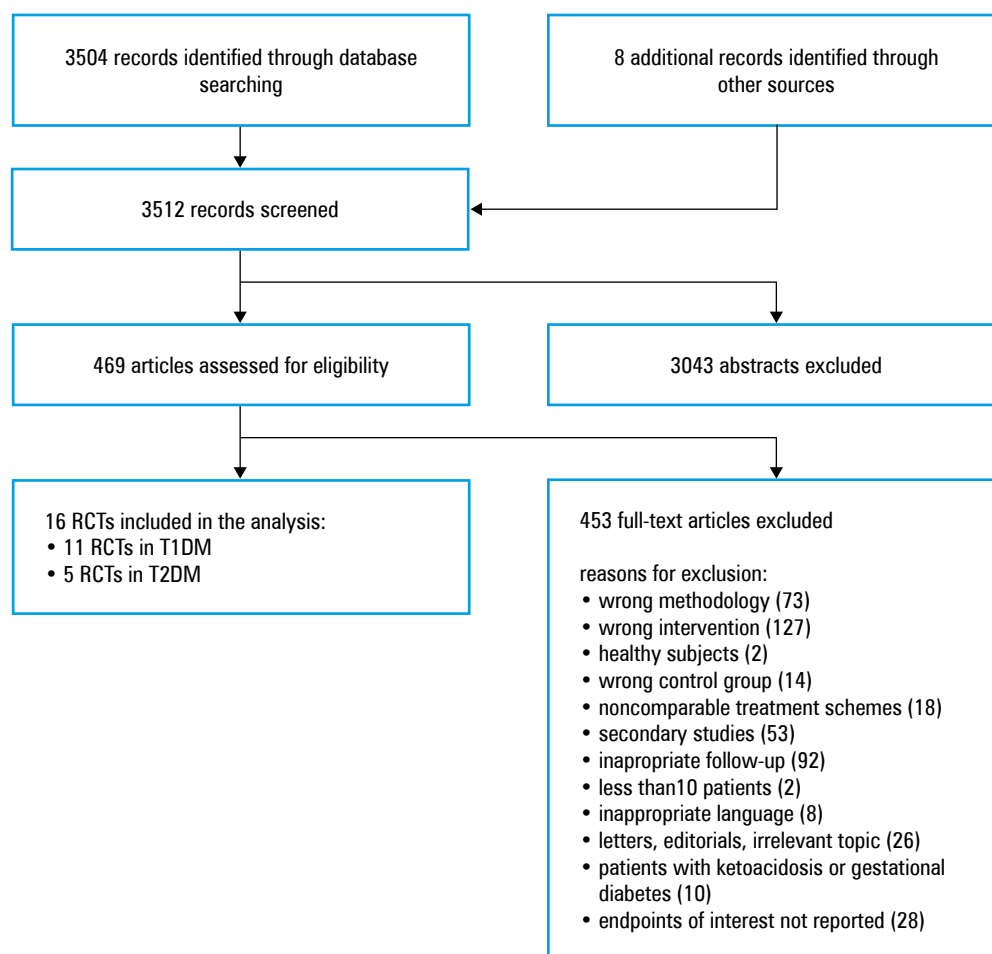 3504 records identified through database
searching
8 additional records identified through
other sources
3512 records screened
469 articles assessed for eligibility
3043 abstracts excluded
16 RCTs included in the analysis:
• 11 RCTs in T1DM
• 5 RCTs in T2DM
453 full-text articles excluded
reasons for exclusion:
• wrong methodology (73)
• wrong intervention (127)
• healthy subjects (2)
• wrong control group (14)
• noncomparable treatment schemes (18)
• secondary studies (53)
• inapropriate follow-up (92)
• less than10 patients (2)
• inappropriate language (8)
• letters, editorials, irrelevant topic (26)
• patients with ketoacidosis or gestational
diabetes (10)
• endpoints of interest not reported (28)